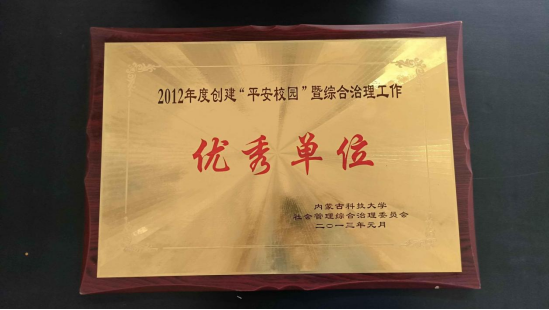 2012年度创建“平安校园”暨综合治理工作
优秀单位
内蒙古科技大学
社会管理综合治理委员会
二〇一三年元月